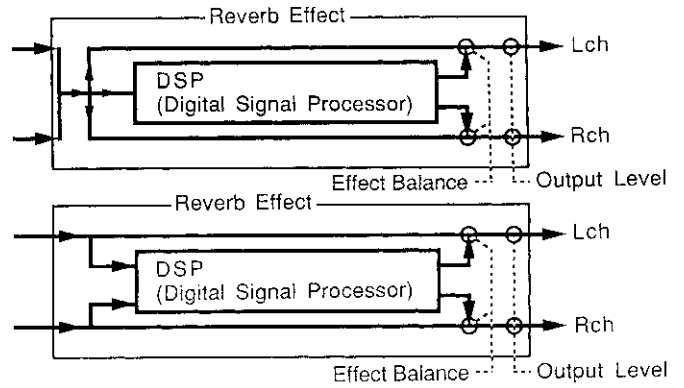 Reverb Effect
Lch
DSP
(Digital Signal Processor)
Rch
Effect Balance
Output Level
Reverb Effect
Lch
DSP
(Digital Signal Processor)
Rch
Effect Balance
Output Level